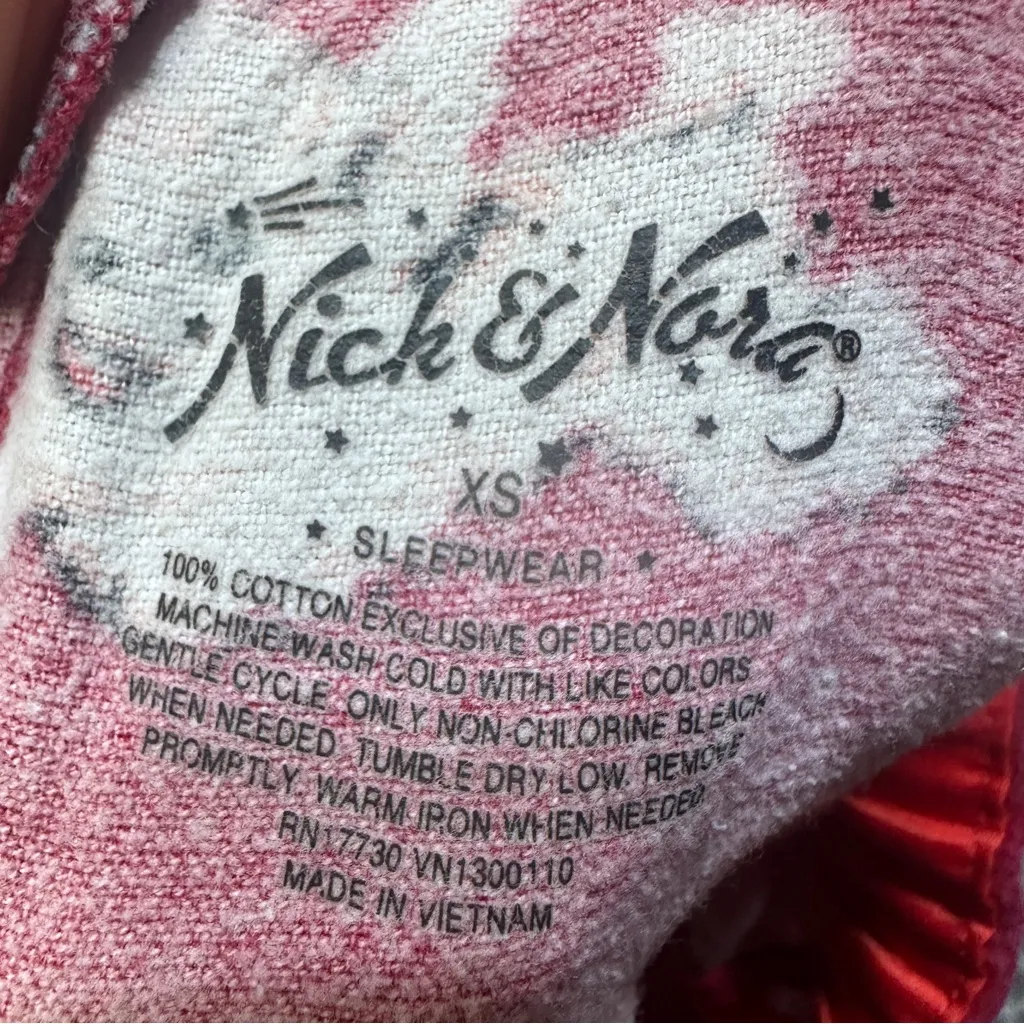 Nick & Nora®
XS
SLEEPWEAR
100% COTTON EXCLUSIVE OF DECORATION
MACHINE WASH COLD WITH LIKE COLORS
GENTLE CYCLE. ONLY NON-CHLORINE BLEACH
WHEN NEEDED. TUMBLE DRY LOW. REMOVE
PROMPTLY. WARM IRON WHEN NEEDED
RN17730 VN1300110
MADE IN VIETNAM